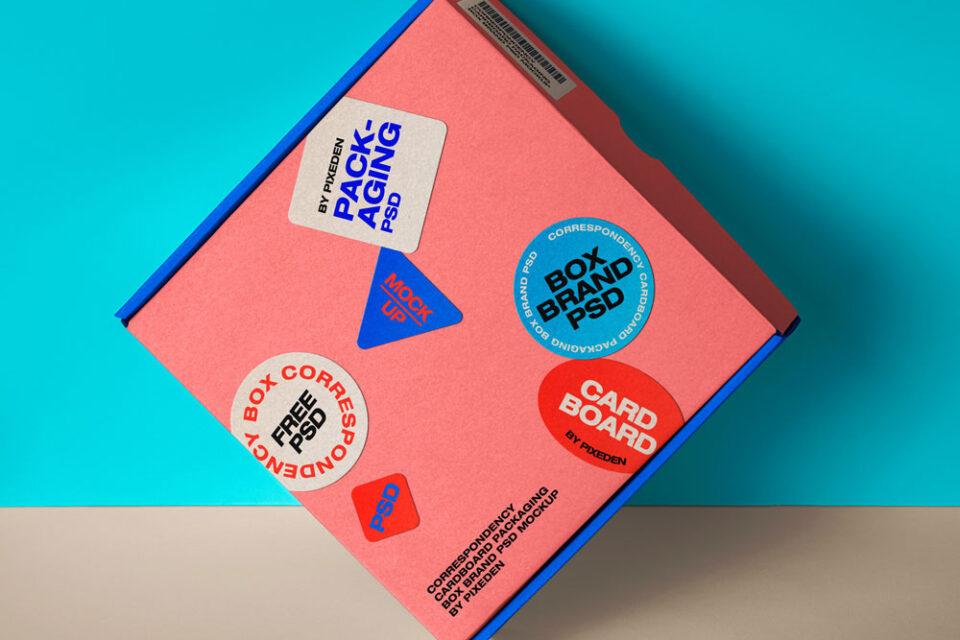 BY PIXEDEN
PACK-
AGING
PSD
MOCK
UP
CORRESPONDENCY CARDBOARD PACKAGING BOX BRAND PSD
BOX
BRAND
PSD
BOX CORRESPONDENCY
FREE
PSD
CARD
BOARD
BY PIXEDEN
PSD
CORRESPONDENCY
CARDBOARD PACKAGING
BOX BRAND PSD MOCKUP
BY PIXEDEN